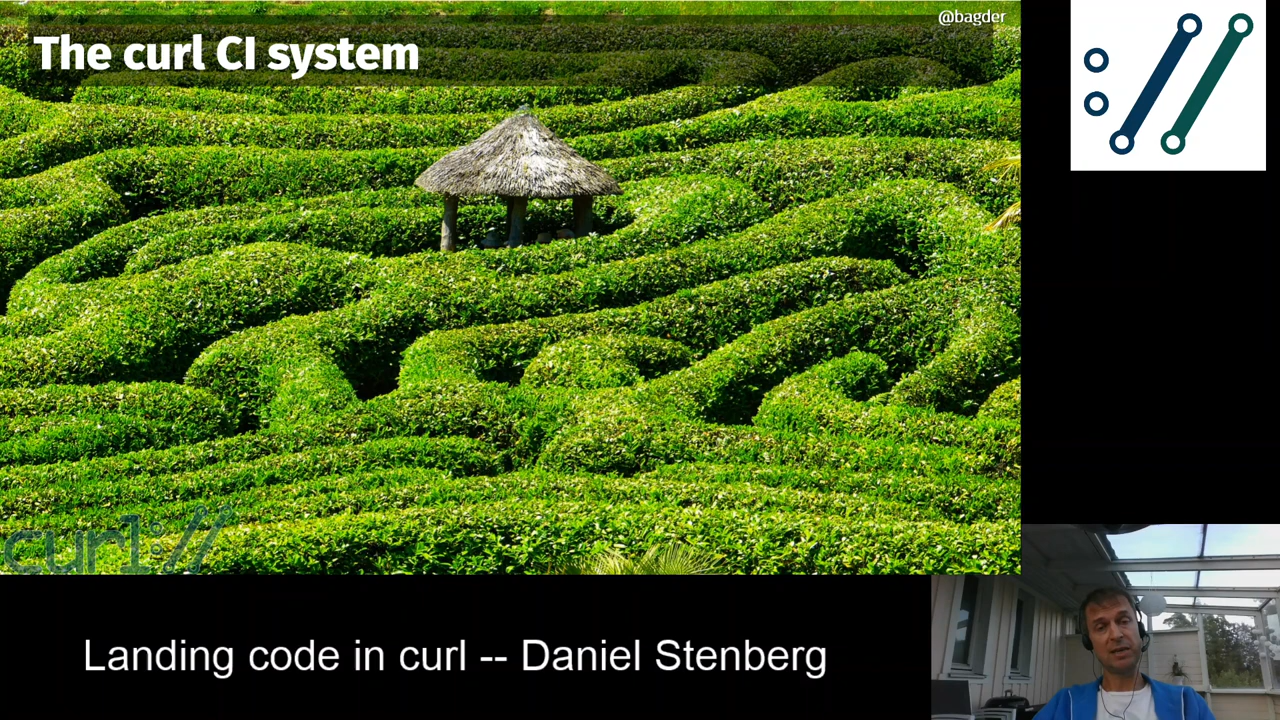 @bagder
The curl CI system
curl://
Landing code in curl -- Daniel Stenberg